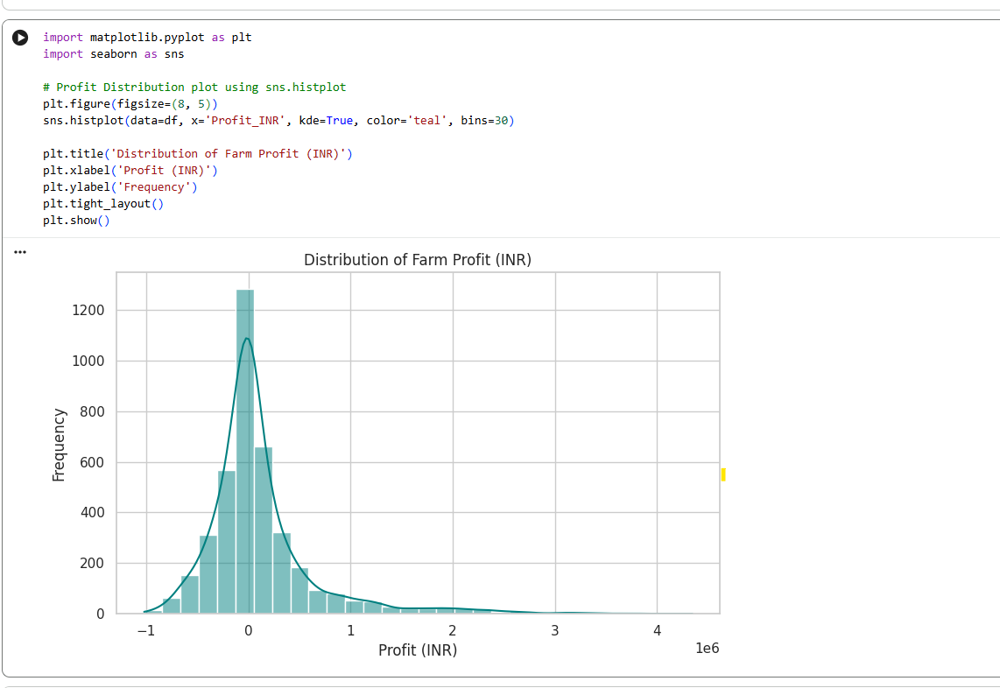 import matplotlib.pyplot as plt
import seaborn as sns
# Profit Distribution plot using sns.histplot
plt.figure(figsize=(8, 5))
sns.histplot(data=df, x='Profit_INR', kde=True, color='teal', bins=30)
plt.title('Distribution of Farm Profit (INR)')
plt.xlabel('Profit (INR)')
plt.ylabel('Frequency')
plt.tight_layout()
plt.show()
Distribution of Farm Profit (INR)
1200
1000
800
600
400
200
0
Frequency
−1 0 1 2 3 4
1e6
Profit (INR)